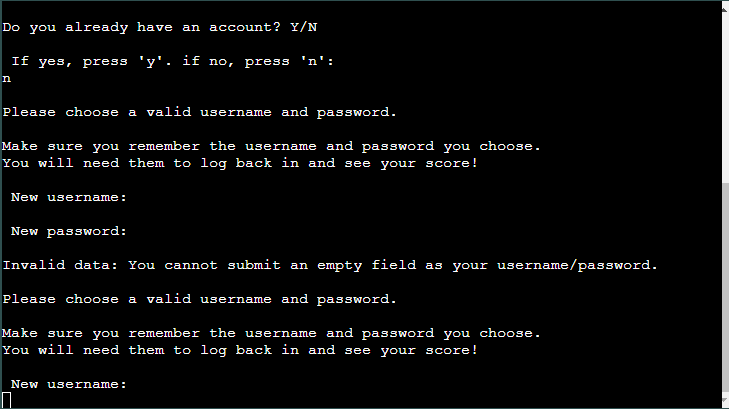 Do you already have an account? Y/N
If yes, press 'y'. if no, press 'n':
n
Please choose a valid username and password.
Make sure you remember the username and password you choose.
You will need them to log back in and see your score!
New username:
New password:
Invalid data: You cannot submit an empty field as your username/password.
Please choose a valid username and password.
Make sure you remember the username and password you choose.
You will need them to log back in and see your score!
New username: